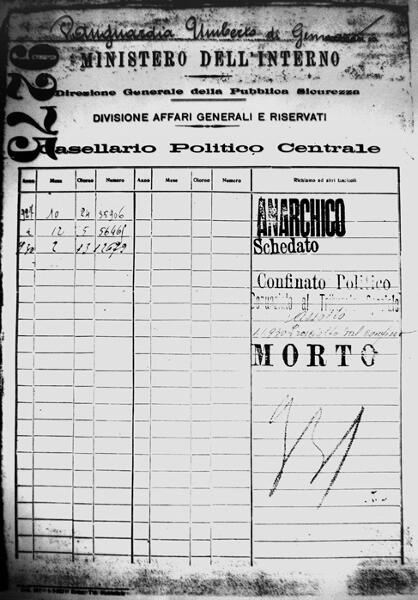 Vanguardia Umberto di Gennaro
MINISTERO DELL'INTERNO
Direzione Generale della Pubblica Sicurezza
DIVISIONE AFFARI GENERALI E RISERVATI
Casellario Politico Centrale
Anno Mese Giorno Numero Anno Mese Giorno Numero Richiamo ad altri fascicoli
10 24 35906
12 5 56461
2 13 12679
ANARCHICO
Schedato
Confinato Politico
al Tribunale Speciale
MORTO